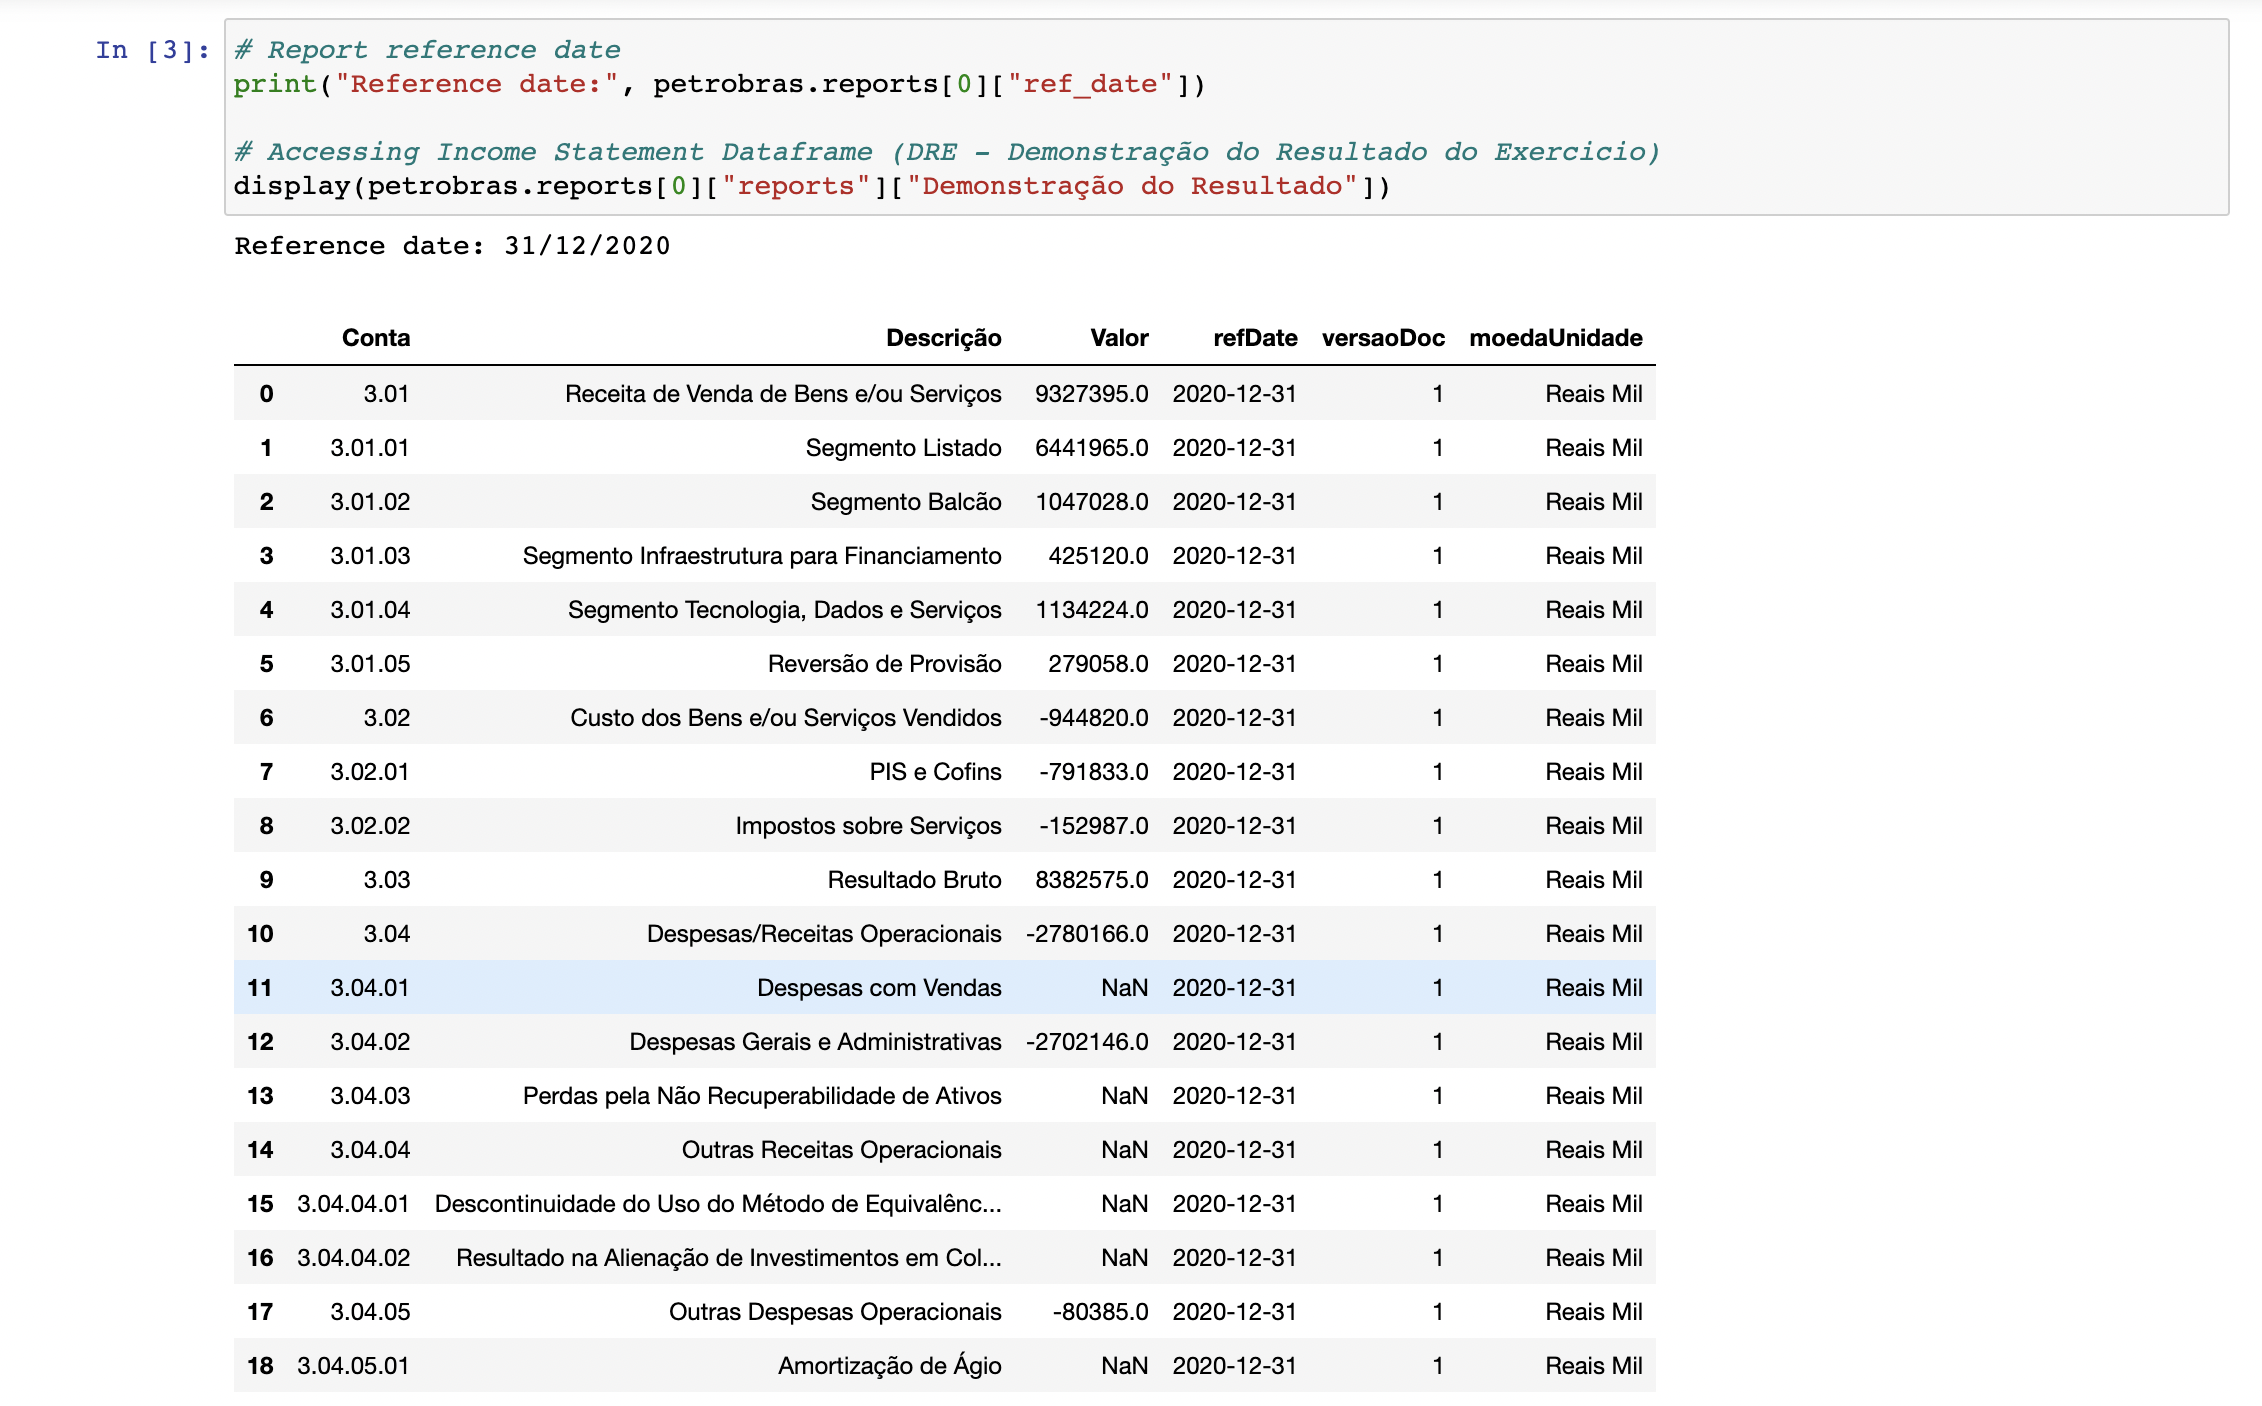 In [3]: # Report reference date
print("Reference date:", petrobras.reports[0]["ref_date"])
# Accessing Income Statement Dataframe (DRE – Demonstração do Resultado do Exercicio)
display(petrobras.reports[0]["reports"]["Demonstração do Resultado"])
Reference date: 31/12/2020
Conta Descrição Valor refDate versaoDoc moedaUnidade
0 3.01 Receita de Venda de Bens e/ou Serviços 9327395.0 2020-12-31 1 Reais Mil
1 3.01.01 Segmento Listado 6441965.0 2020-12-31 1 Reais Mil
2 3.01.02 Segmento Balcão 1047028.0 2020-12-31 1 Reais Mil
3 3.01.03 Segmento Infraestrutura para Financiamento 425120.0 2020-12-31 1 Reais Mil
4 3.01.04 Segmento Tecnologia, Dados e Serviços 1134224.0 2020-12-31 1 Reais Mil
5 3.01.05 Reversão de Provisão 279058.0 2020-12-31 1 Reais Mil
6 3.02 Custo dos Bens e/ou Serviços Vendidos -944820.0 2020-12-31 1 Reais Mil
7 3.02.01 PIS e Cofins -791833.0 2020-12-31 1 Reais Mil
8 3.02.02 Impostos sobre Serviços -152987.0 2020-12-31 1 Reais Mil
9 3.03 Resultado Bruto 8382575.0 2020-12-31 1 Reais Mil
10 3.04 Despesas/Receitas Operacionais -2780166.0 2020-12-31 1 Reais Mil
11 3.04.01 Despesas com Vendas NaN 2020-12-31 1 Reais Mil
12 3.04.02 Despesas Gerais e Administrativas -2702146.0 2020-12-31 1 Reais Mil
13 3.04.03 Perdas pela Não Recuperabilidade de Ativos NaN 2020-12-31 1 Reais Mil
14 3.04.04 Outras Receitas Operacionais NaN 2020-12-31 1 Reais Mil
15 3.04.04.01 Descontinuidade do Uso do Método de Equivalênc... NaN 2020-12-31 1 Reais Mil
16 3.04.04.02 Resultado na Alienação de Investimentos em Col... NaN 2020-12-31 1 Reais Mil
17 3.04.05 Outras Despesas Operacionais -80385.0 2020-12-31 1 Reais Mil
18 3.04.05.01 Amortização de Ágio NaN 2020-12-31 1 Reais Mil